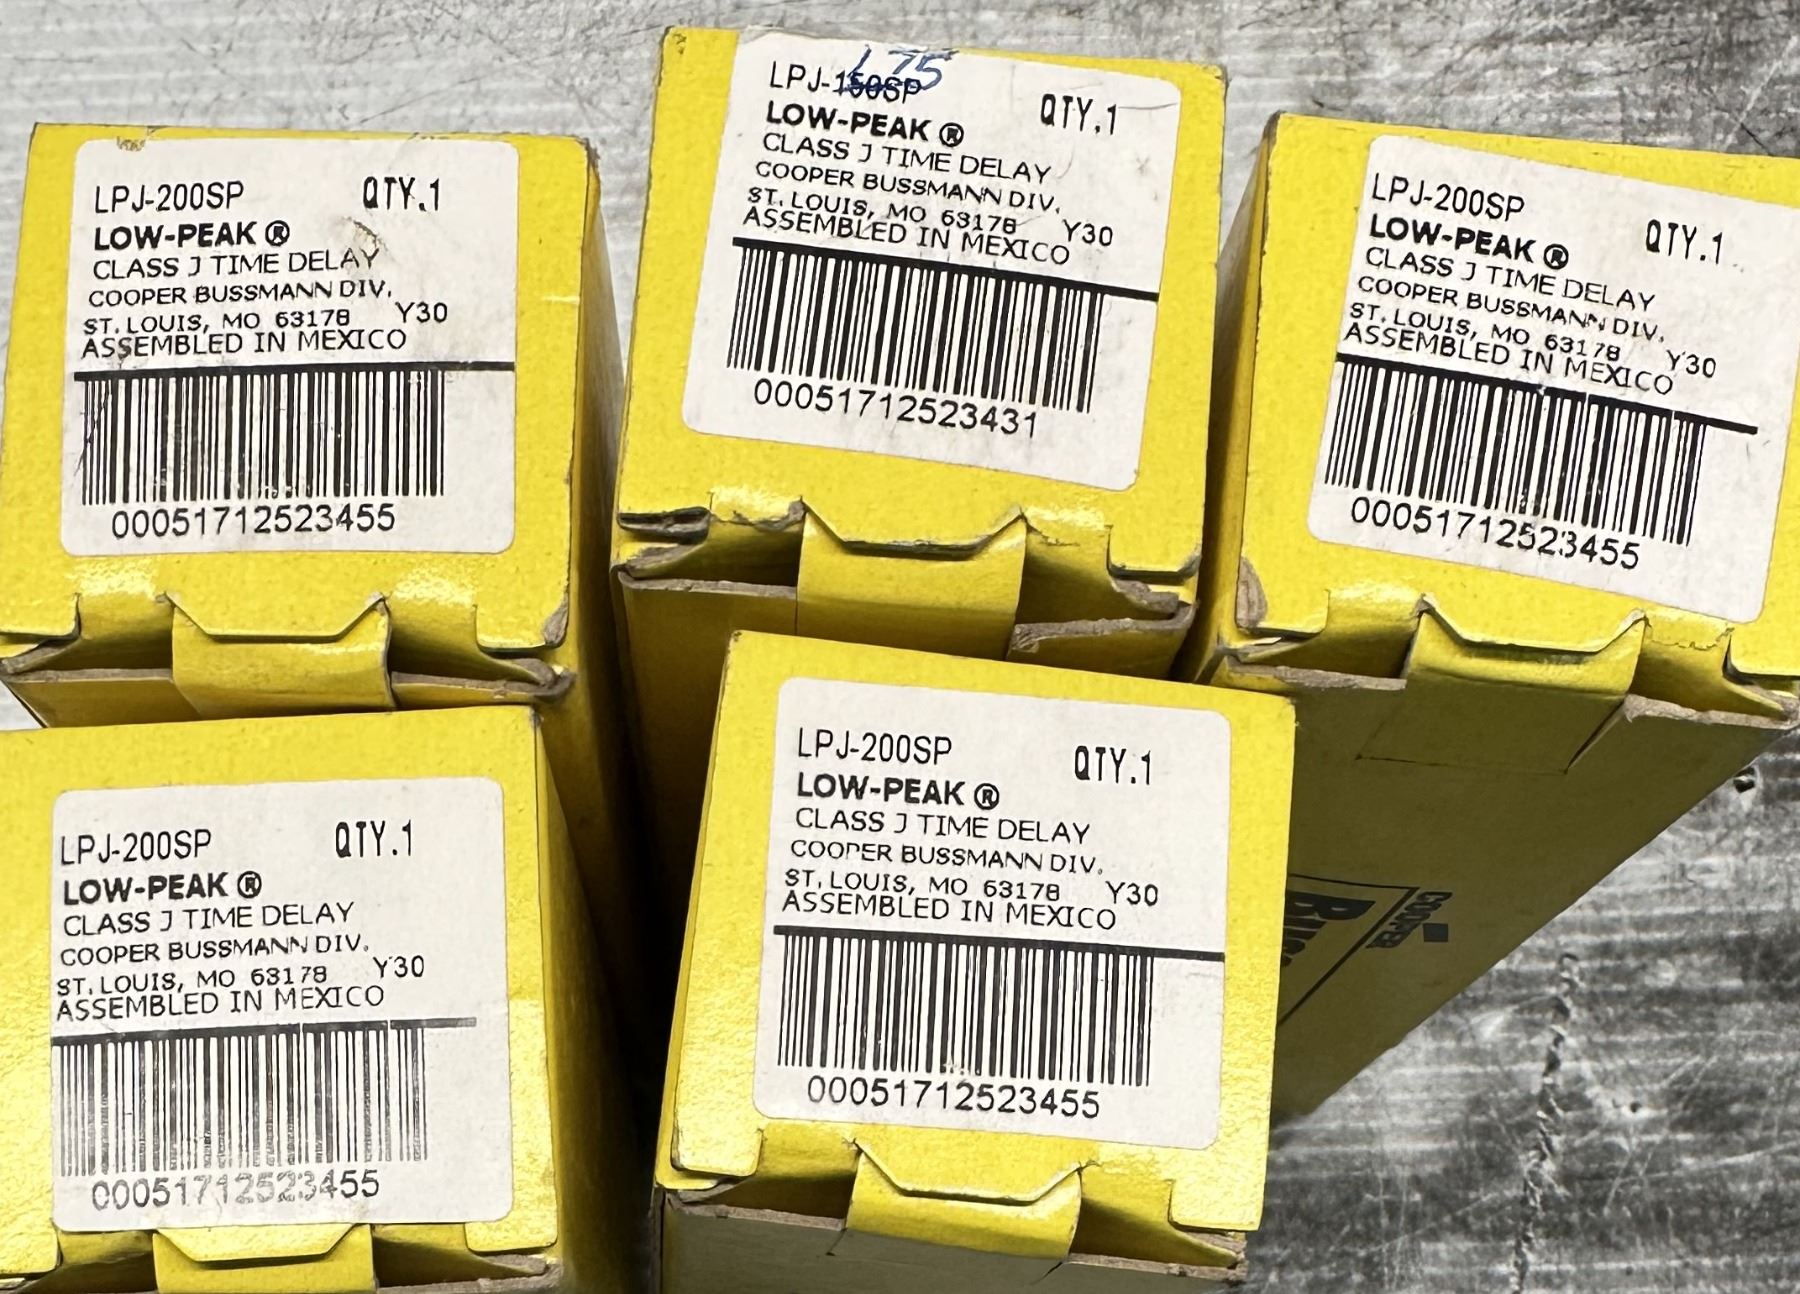 LPJ-200SP QTY.1
LOW-PEAK ®
CLASS J TIME DELAY
COOPER BUSSMANN DIV.
ST. LOUIS, MO 63178 Y30
ASSEMBLED IN MEXICO
00051712523455
175
LPJ-150SP QTY.1
LOW-PEAK ®
CLASS J TIME DELAY
COOPER BUSSMANN DIV.
ST. LOUIS, MO 63178 Y30
ASSEMBLED IN MEXICO
00051712523431
LPJ-200SP QTY.1
LOW-PEAK ®
CLASS J TIME DELAY
COOPER BUSSMANN DIV.
ST. LOUIS, MO 63178 Y30
ASSEMBLED IN MEXICO
00051712523455
LPJ-200SP QTY.1
LOW-PEAK ®
CLASS J TIME DELAY
COOPER BUSSMANN DIV.
ST. LOUIS, MO 63178 Y30
ASSEMBLED IN MEXICO
00051712523455
LPJ-200SP QTY.1
LOW-PEAK ®
CLASS J TIME DELAY
COOPER BUSSMANN DIV.
ST. LOUIS, MO 63178 Y30
ASSEMBLED IN MEXICO
00051712523455
COOPER